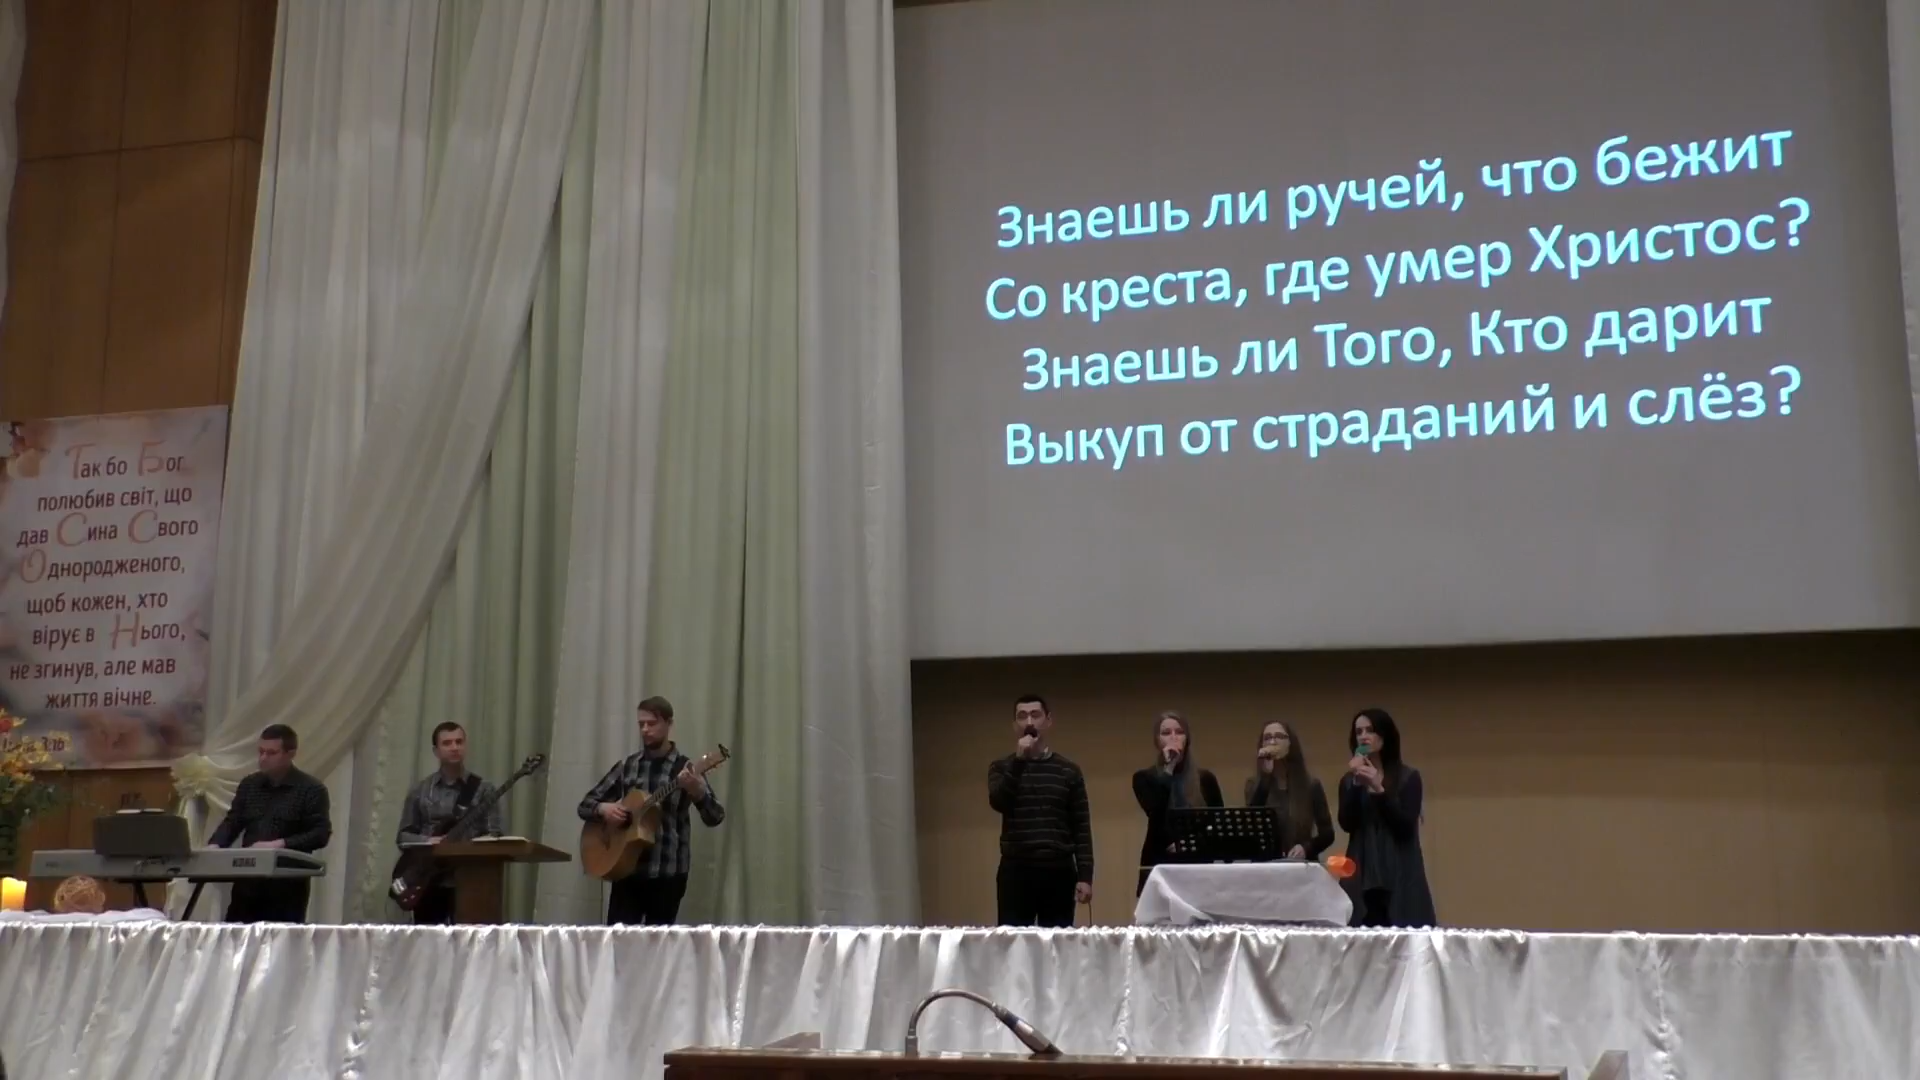 Знаешь ли ручей, что бежит
Со креста, где умер Христос?
Знаешь ли Того, Кто дарит
Выкуп от страданий и слёз?
Так бо Бог
полюбив світ, що
дав Сина Свого
Однородженого,
щоб кожен, хто
вірує в Нього,
не згинув, але мав
життя вічне.
KORG